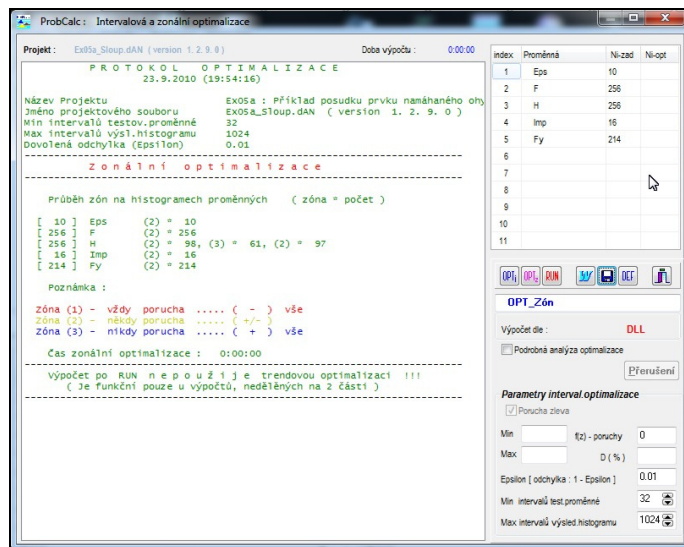 ProbCalc : Intervalová a zonální optimalizace
Projekt : Ex05a_Sloup.dAN ( version 1. 2. 9. 0 ) Doba výpočtu : 0:00:00
P R O T O K O L O P T I M A L I Z A C E
23.9.2010 (19:54:16)
Název Projektu Ex05a : Příklad posudku prvku namáhaného ohy
Jméno projektového souboru Ex05a_Sloup.dAN ( version 1. 2. 9. 0 )
Min intervalů testov.proměnné 32
Max intervalů výsl.histogramu 1024
Dovolená odchylka (Epsilon) 0.01
Z o n á l n í o p t i m a l i z a c e
Průběh zón na histogramech proměnných ( zóna * počet )
[ 10 ] Eps (2) * 10
[ 256 ] F (2) * 256
[ 256 ] H (2) * 98, (3) * 61, (2) * 97
[ 16 ] Imp (2) * 16
[ 214 ] Fy (2) * 214
Poznámka :
Zóna (1) - vždy porucha ..... ( - ) vše
Zóna (2) - někdy porucha ..... ( +/- )
Zóna (3) - nikdy porucha ..... ( + ) vše
Čas zonální optimalizace : 0:00:00
Výpočet po RUN n e p o u ž i j e trendovou optimalizaci !!!
( Je funkční pouze u výpočtů, nedělených na 2 části )
index Proměnná Ni-zad Ni-opt
1 Eps 10
2 F 256
3 H 256
4 Imp 16
5 Fy 214
6
7
8
9
10
11
OPT1 OPT2 RUN DEF
OPT_Zón
Výpočet dle : DLL
Podrobná analýza optimalizace
Přerušení
Parametry interval.optimalizace
Porucha zleva
Min f(z) - poruchy 0
Max D ( % )
Epsilon [ odchylka : 1 - Epsilon ] 0.01
Min intervalů test.proměnné 32
Max intervalů výsled.histogramu 1024